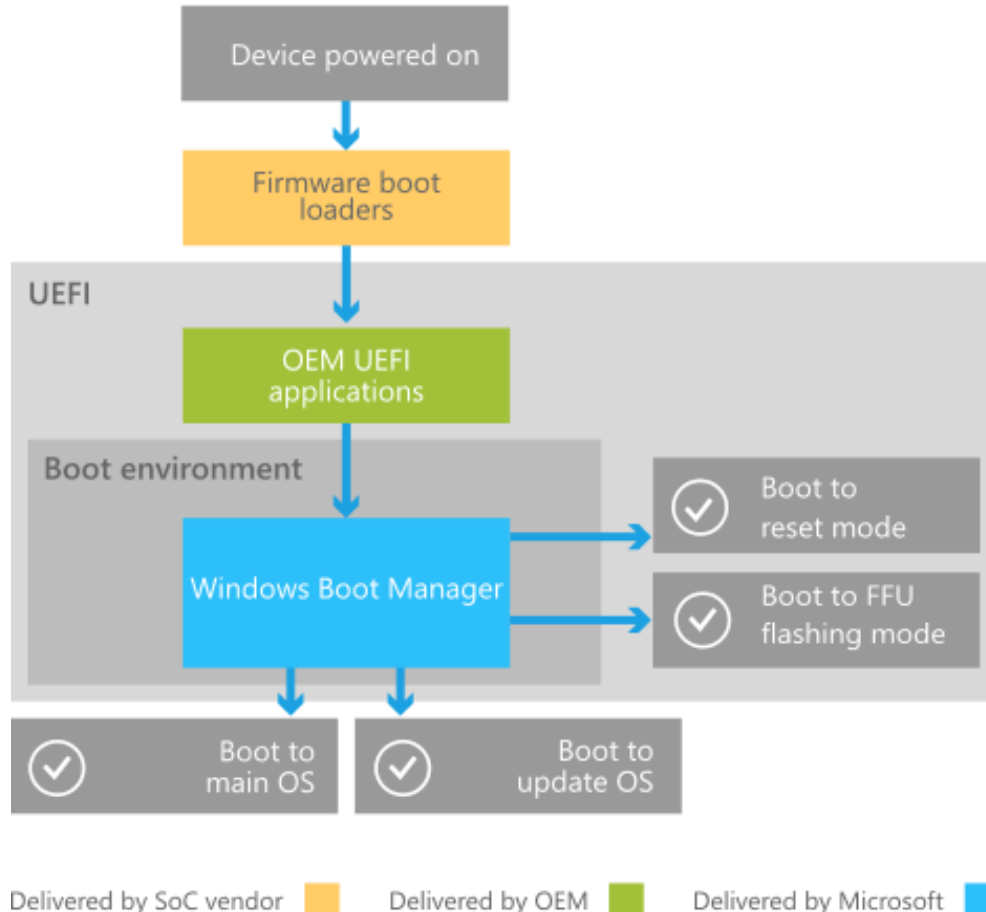 Device powered on
Firmware boot
loaders
UEFI
OEM UEFI
applications
Boot environment
Windows Boot Manager
Boot to
reset mode
Boot to FFU
flashing mode
Boot to
main OS
Boot to
update OS
Delivered by SoC vendor
Delivered by OEM
Delivered by Microsoft